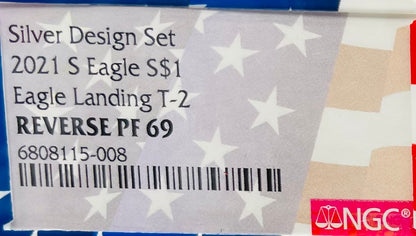 Silver Design Set
2021 S Eagle S$1
Eagle Landing T-2
REVERSE PF 69
6808115-008
NGC®